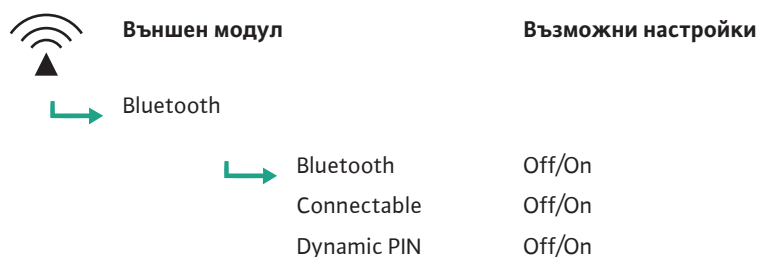 Външен модул Възможни настройки
Bluetooth
Bluetooth Off/On
Connectable Off/On
Dynamic PIN Off/On